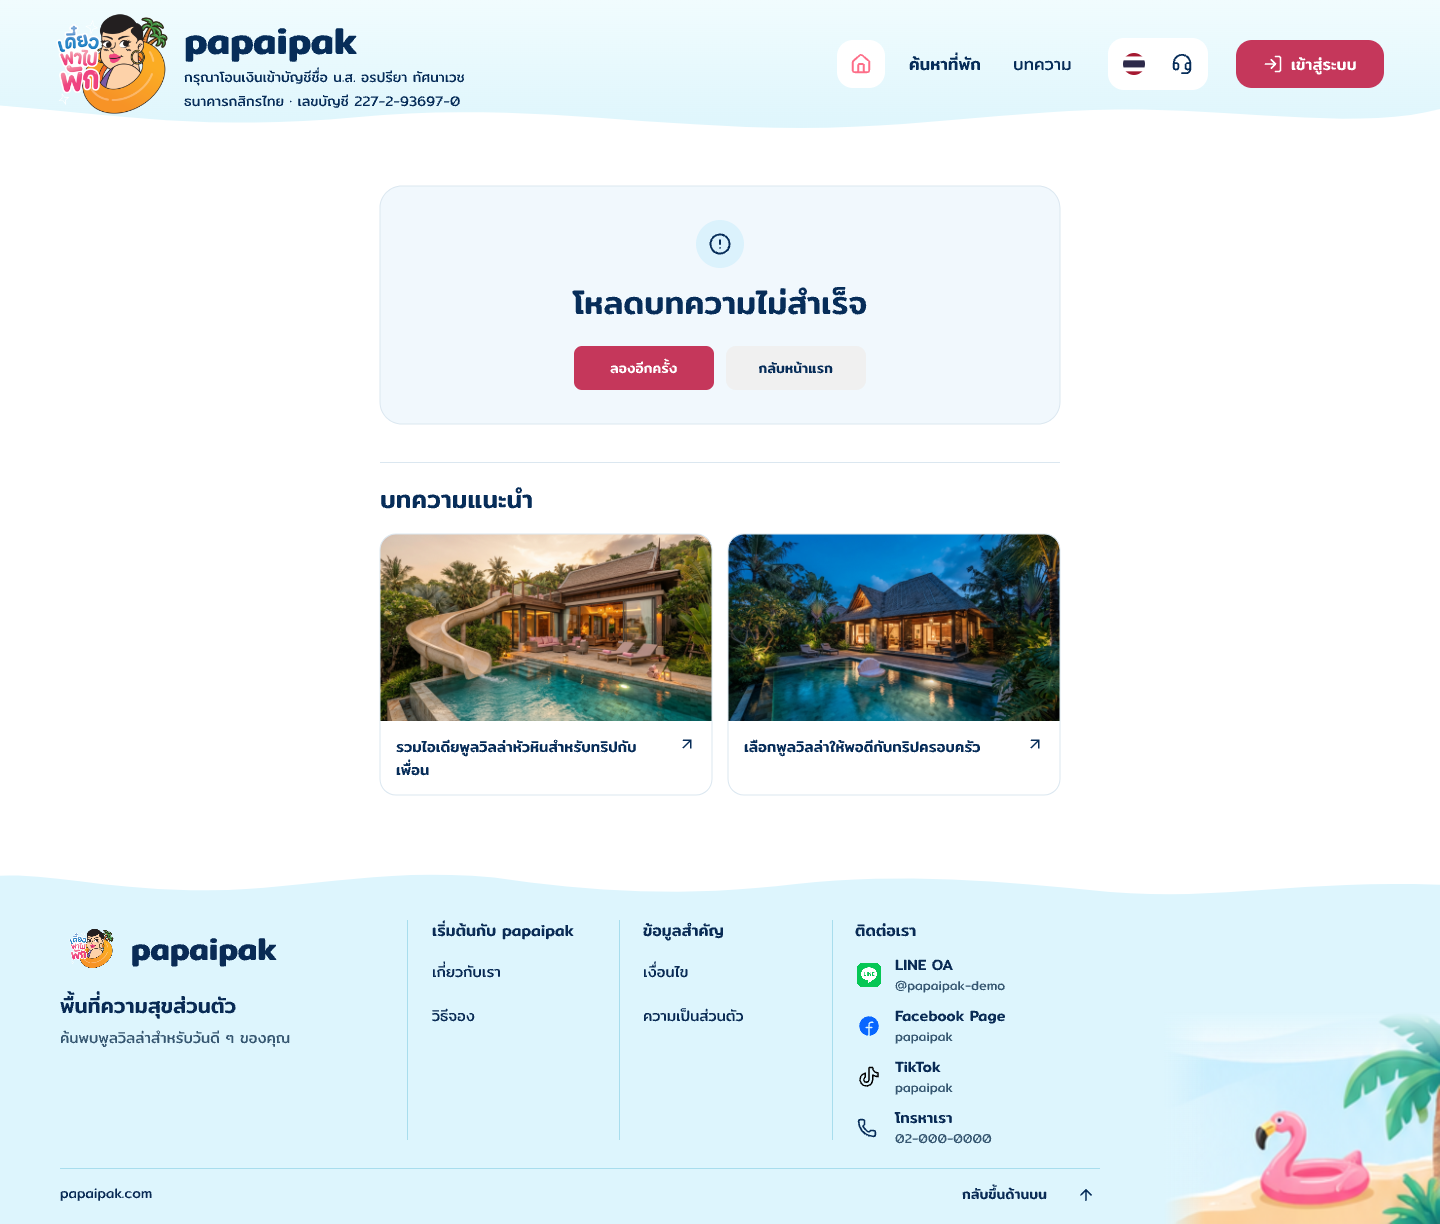 เดี๋ยว
พาไป
พัก
papaipak
กรุณาโอนเงินเข้าบัญชีชื่อ น.ส. อรปรียา ทัศนาเวช
ธนาคารกสิกรไทย · เลขบัญชี 227-2-93697-0
ค้นหาที่พัก
บทความ
เข้าสู่ระบบ
โหลดบทความไม่สำเร็จ
ลองอีกครั้ง
กลับหน้าแรก
บทความแนะนำ
รวมไอเดียพูลวิลล่าหัวหินสำหรับทริปกับ
เพื่อน
เลือกพูลวิลล่าให้พอดีกับทริปครอบครัว
เดี๋ยว
พาไป
พัก
papaipak
พื้นที่ความสุขส่วนตัว
ค้นพบพูลวิลล่าสำหรับวันดี ๆ ของคุณ
เริ่มต้นกับ papaipak
เกี่ยวกับเรา
วิธีจอง
ข้อมูลสำคัญ
เงื่อนไข
ความเป็นส่วนตัว
ติดต่อเรา
LINE
LINE OA
@papaipak-demo
Facebook Page
papaipak
TikTok
papaipak
โทรหาเรา
02-000-0000
papaipak.com
กลับขึ้นด้านบน